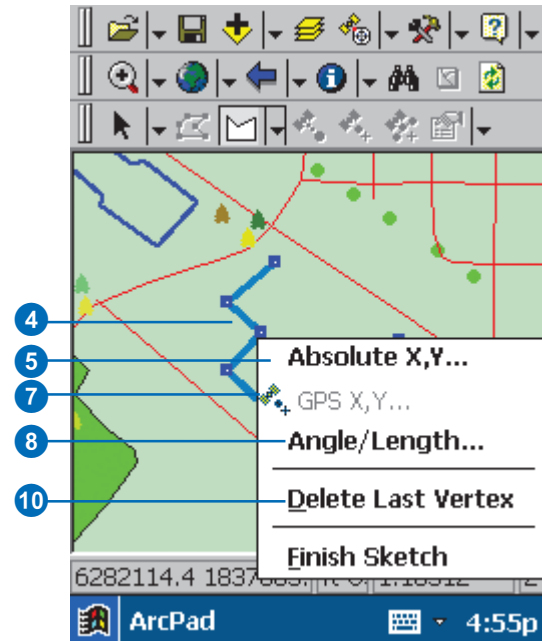 4
5
7
8
10
Absolute X,Y...
GPS X,Y...
Angle/Length...
Delete Last Vertex
Finish Sketch
6282114.4
ArcPad
4:55p